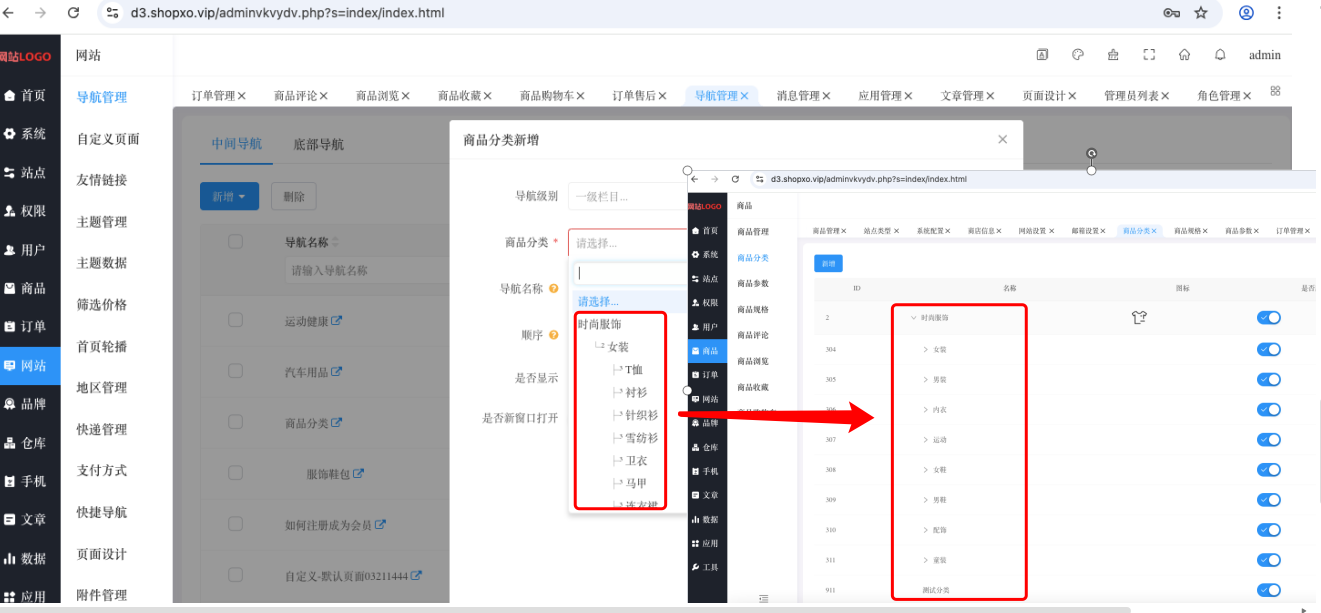 d3.shopxo.vip/adminvkvydv.php?s=index/index.html
网站LOGO
网站
admin
订单管理× 商品评论× 商品浏览× 商品收藏× 商品购物车× 订单售后× 导航管理× 消息管理× 应用管理× 文章管理× 页面设计× 管理员列表× 角色管理×
首页
系统
站点
权限
用户
商品
订单
网站
品牌
仓库
手机
文章
数据
应用
导航管理
自定义页面
友情链接
主题管理
主题数据
筛选价格
首页轮播
地区管理
快递管理
支付方式
快捷导航
页面设计
附件管理
中间导航 底部导航
新增 删除
导航名称
请输入导航名称
运动健康
汽车用品
商品分类
服饰鞋包
如何注册成为会员
自定义-默认页面03211444
商品分类新增 ×
导航级别 一级栏目...
商品分类 * 请选择...
导航名称
顺序
是否显示
是否新窗口打开
请选择...
时尚服饰
女装
T恤
衬衫
针织衫
雪纺衫
卫衣
马甲
连衣裙
d3.shopxo.vip/adminvkvydv.php?s=index/index.html
网站LOGO
商品
商品管理× 站点类型× 系统配置× 商店信息× 网站设置× 邮箱设置× 商品分类× 商品规格× 商品参数× 订单管理×
首页
系统
站点
权限
用户
商品
订单
网站
品牌
仓库
手机
文章
数据
应用
工具
商品管理
商品分类
商品参数
商品规格
商品评论
商品浏览
商品收藏
新增
ID 名称 图标 是否
2 时尚服饰
304 女装
305 男装
306 内衣
307 运动
308 女鞋
309 男鞋
310 配饰
311 童装
911 测试分类